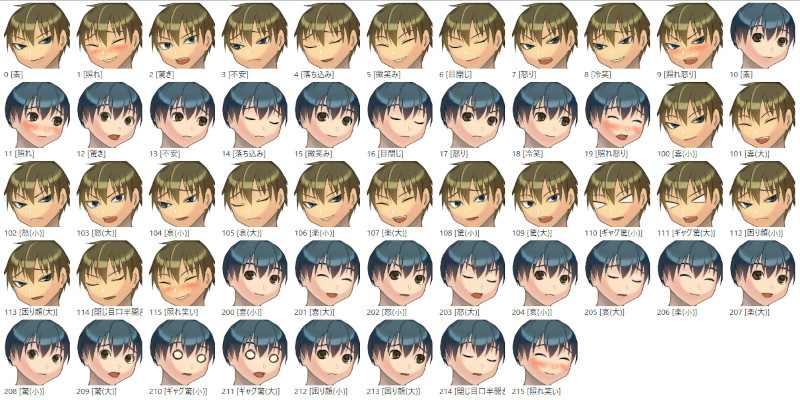 0 [素] 1 [照れ] 2 [驚き] 3 [不安] 4 [落ち込み] 5 [微笑み] 6 [目閉じ] 7 [怒り] 8 [冷笑] 9 [照れ怒り] 10 [素]
11 [照れ] 12 [驚き] 13 [不安] 14 [落ち込み] 15 [微笑み] 16 [目閉じ] 17 [怒り] 18 [冷笑] 19 [照れ怒り] 100 [喜(小)] 101 [喜(大)]
102 [怒(小)] 103 [怒(大)] 104 [哀(小)] 105 [哀(大)] 106 [楽(小)] 107 [楽(大)] 108 [驚(小)] 109 [驚(大)] 110 [ギャグ驚(小)] 111 [ギャグ驚(大)] 112 [困り顔(小)]
113 [困り顔(大)] 114 [閉じ目口半開き 115 [照れ笑い] 200 [喜(小)] 201 [喜(大)] 202 [怒(小)] 203 [怒(大)] 204 [哀(小)] 205 [哀(大)] 206 [楽(小)] 207 [楽(大)]
208 [驚(小)] 209 [驚(大)] 210 [ギャグ驚(小)] 211 [ギャグ驚(大)] 212 [困り顔(小)] 213 [困り顔(大)] 214 [閉じ目口半開き 215 [照れ笑い]